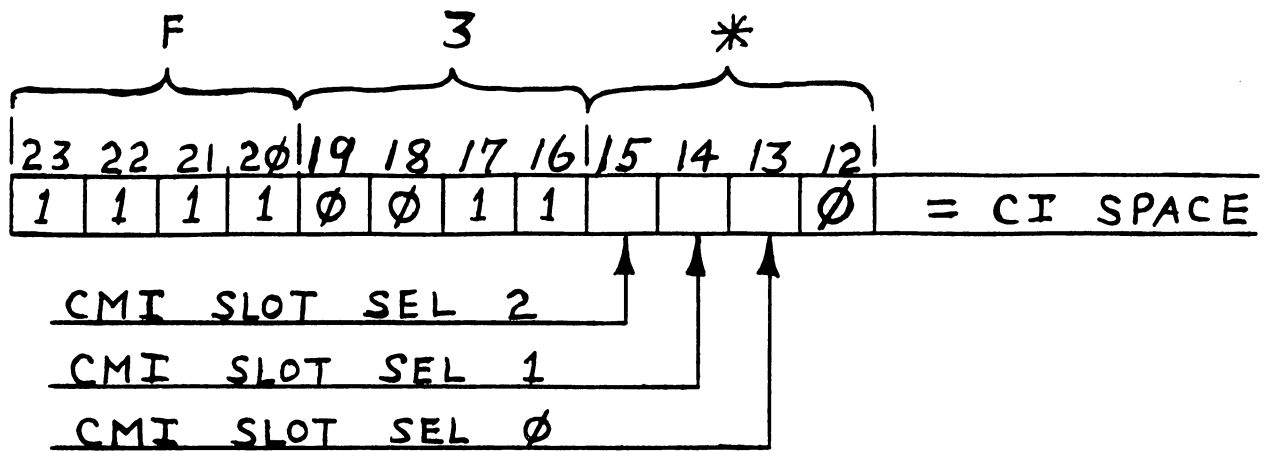 F 3 *
23 22 21 2Ø 19 18 17 16 15 14 13 12
1 1 1 1 Ø Ø 1 1 Ø = CI SPACE
CMI SLOT SEL 2
CMI SLOT SEL 1
CMI SLOT SEL Ø